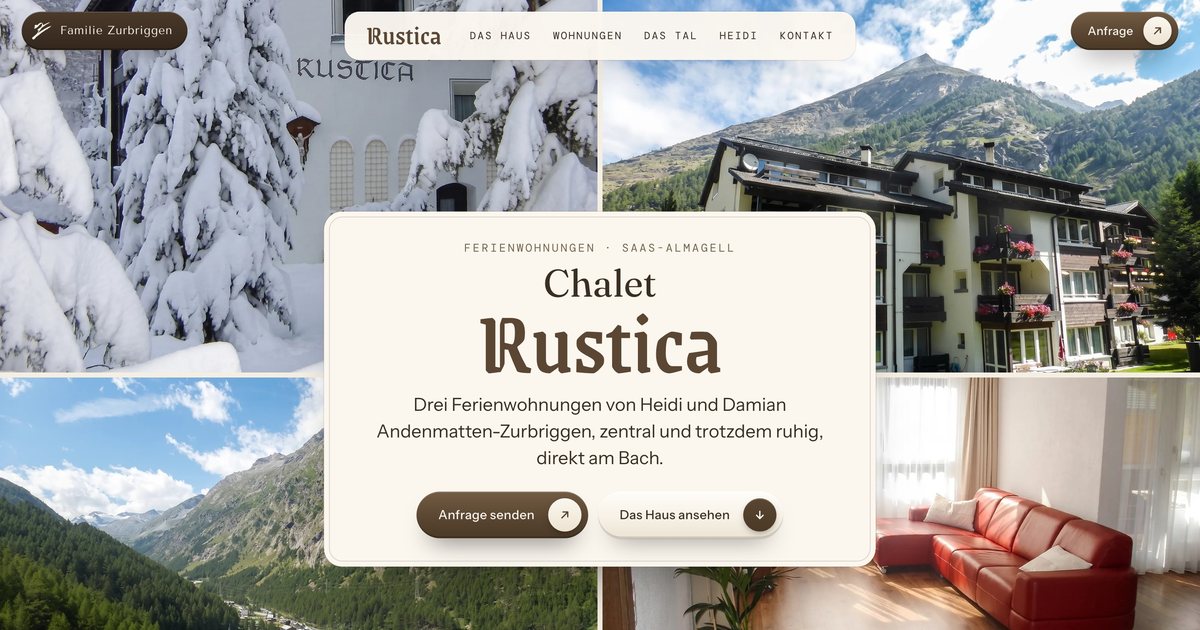 Familie Zurbriggen
Rustica
DAS HAUS
WOHNUNGEN
DAS TAL
HEIDI
KONTAKT
Anfrage
RUSTICA
FERIENWOHNUNGEN · SAAS-ALMAGELL
Chalet
Rustica
Drei Ferienwohnungen von Heidi und Damian
Andenmatten-Zurbriggen, zentral und trotzdem ruhig,
direkt am Bach.
Anfrage senden
Das Haus ansehen